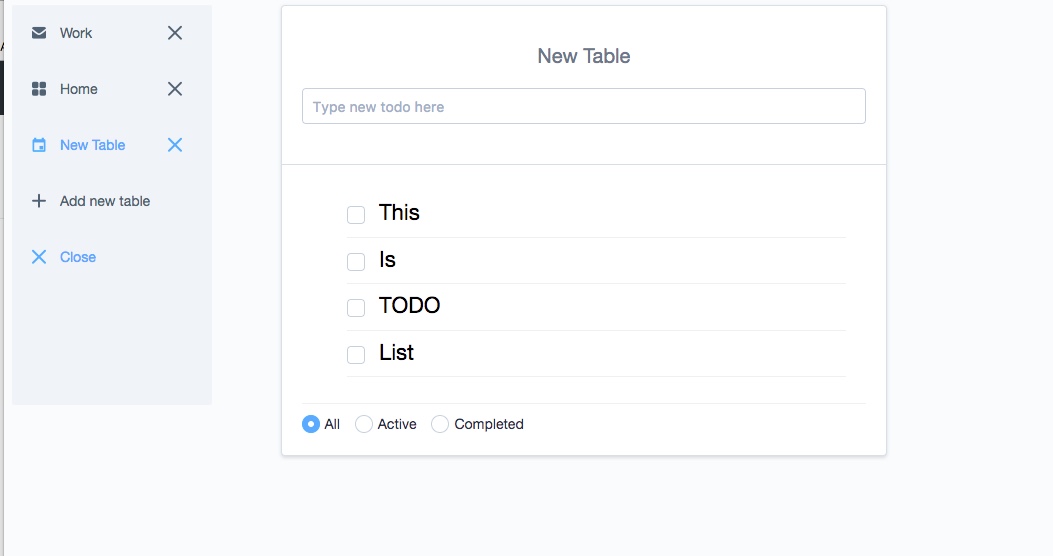 Work
Home
New Table
Add new table
Close
New Table
Type new todo here
This
Is
TODO
List
All Active Completed